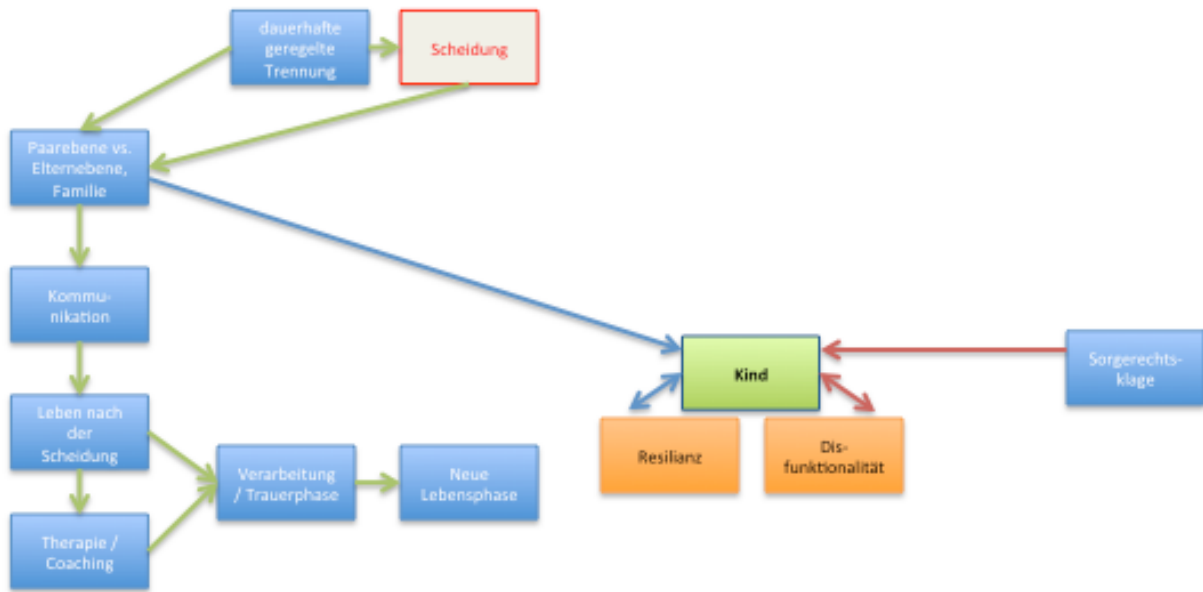 dauerhafte
geregelte
Trennung
Scheidung
Paarebene vs.
Elternebene,
Familie
Kommu-
nikation
Kind
Sorgerechts-
klage
Leben nach
der
Scheidung
Resilianz
Dis-
funktionalität
Verarbeitung
/ Trauerphase
Neue
Lebensphase
Therapie /
Coaching